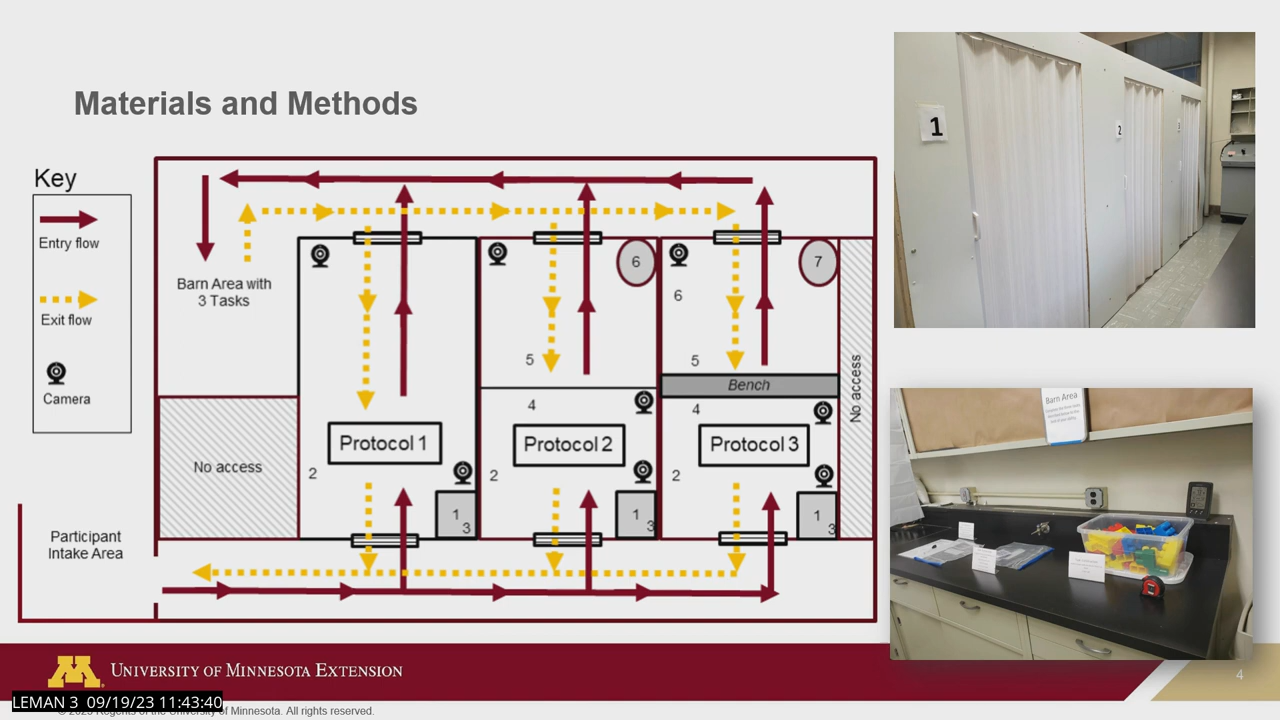 Materials and Methods
Key
Entry flow
Exit flow
Camera
Barn Area with
3 Tasks
No access
Participant
Intake Area
Protocol 1
2
1
3
6
5
4
Protocol 2
2
1
3
7
6
5
Bench
4
Protocol 3
2
1
3
No access
1
2
3
Barn Area
M
UNIVERSITY OF MINNESOTA EXTENSION
4
LEMAN 3 09/19/23 11:43:40
© 2023 Regents of the University of Minnesota. All rights reserved.